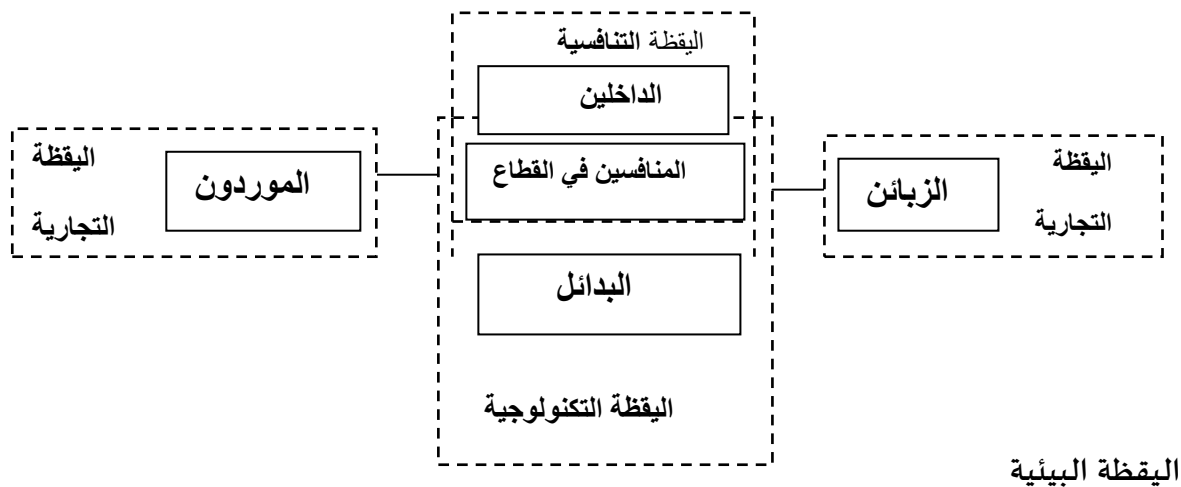 اليقظة التنافسية
الداخلين
المنافسين في القطاع
اليقظة
التجارية
الزبائن
الموردون
اليقظة
التجارية
البدائل
اليقظة التكنولوجية
اليقظة البيئية